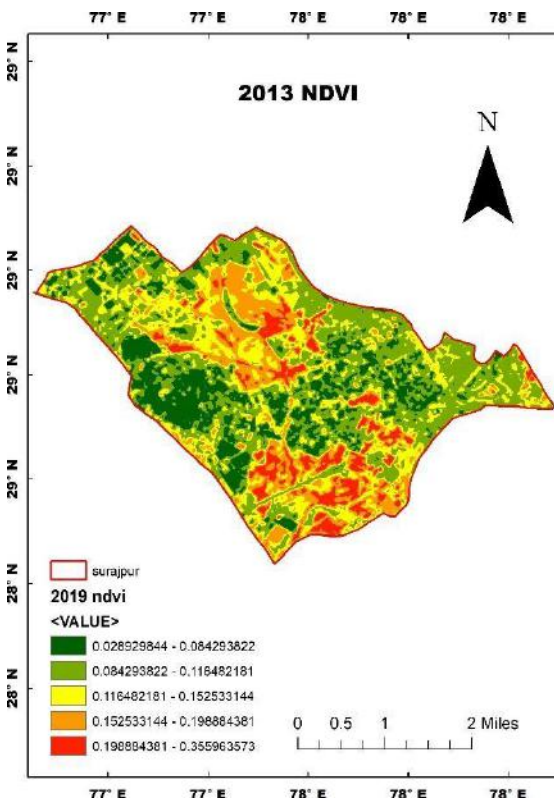 77° E 77° E 78° E 78° E 78° E
2013 NDVI
N
29° N
29° N
29° N
29° N
29° N
28° N
28° N
surajpur
2019 ndvi
<VALUE>
0.028929844 - 0.084293822
0.084293822 - 0.116482181
0.116482181 - 0.152533144
0.152533144 - 0.198884381
0.198884381 - 0.355963573
0 0.5 1 2 Miles
77° E 77° E 78° E 78° E 78° E